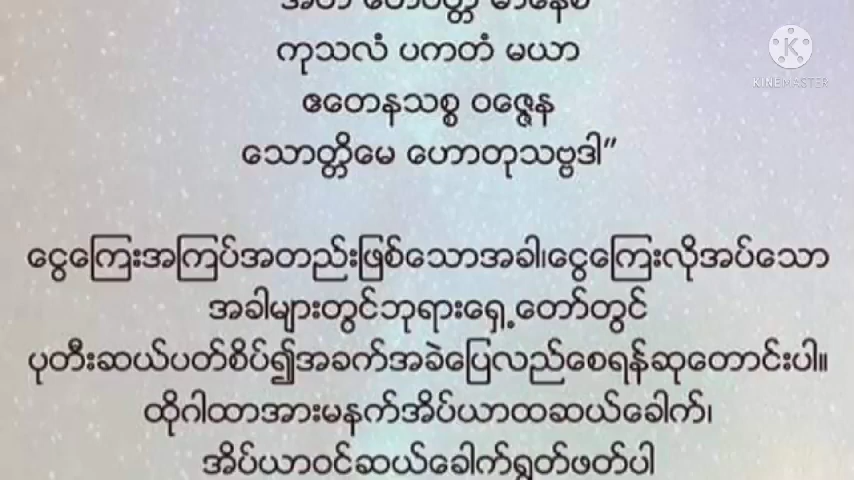 ကုသလံ ပကတံ မယာ
ဧတေနသစ္စ ဝဇ္ဇေန
သောတ္ထိမေ ဟောတုသဗ္ဗဒါ”
ငွေကြေးအကြပ်အတည်းဖြစ်သောအခါ၊ငွေကြေးလိုအပ်သော
အခါများတွင်ဘုရားရှေ့တော်တွင်
ပုတီးဆယ်ပတ်စိပ်၍အခက်အခဲပြေလည်စေရန်ဆုတောင်းပါ။
ထိုဂါထာအားမနက်အိပ်ယာထဆယ်ခေါက်၊
အိပ်ယာဝင်ဆယ်ခေါက်ရွတ်ဖတ်ပါ
KINEMASTER